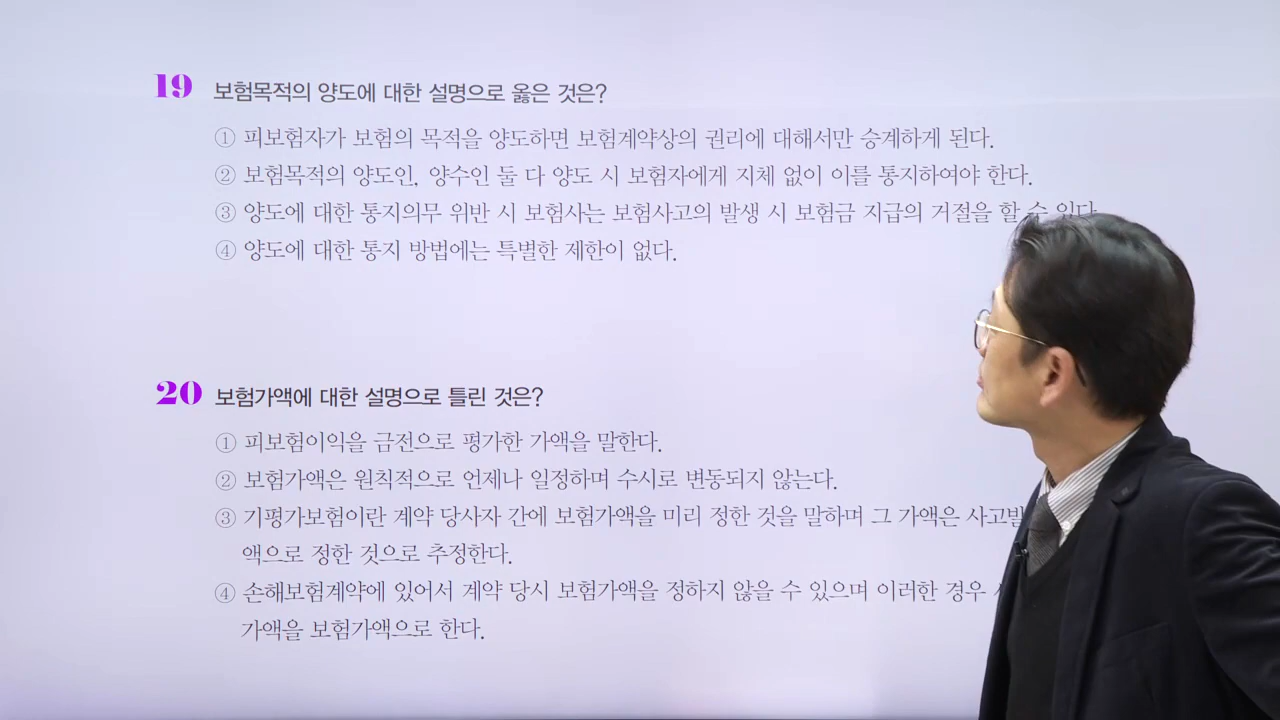 19 보험목적의 양도에 대한 설명으로 옳은 것은?
① 피보험자가 보험의 목적을 양도하면 보험계약상의 권리에 대해서만 승계하게 된다.
② 보험목적의 양도인, 양수인 둘 다 양도 시 보험자에게 지체 없이 이를 통지하여야 한다.
③ 양도에 대한 통지의무 위반 시 보험사는 보험사고의 발생 시 보험금 지급의 거절을 할 수 있다.
④ 양도에 대한 통지 방법에는 특별한 제한이 없다.
20 보험가액에 대한 설명으로 틀린 것은?
① 피보험이익을 금전으로 평가한 가액을 말한다.
② 보험가액은 원칙적으로 언제나 일정하며 수시로 변동되지 않는다.
③ 기평가보험이란 계약 당사자 간에 보험가액을 미리 정한 것을 말하며 그 가액은
액으로 정한 것으로 추정한다.
④ 손해보험계약에 있어서 계약 당시 보험가액을 정하지 않을 수 있으며 이러한 경우
가액을 보험가액으로 한다.